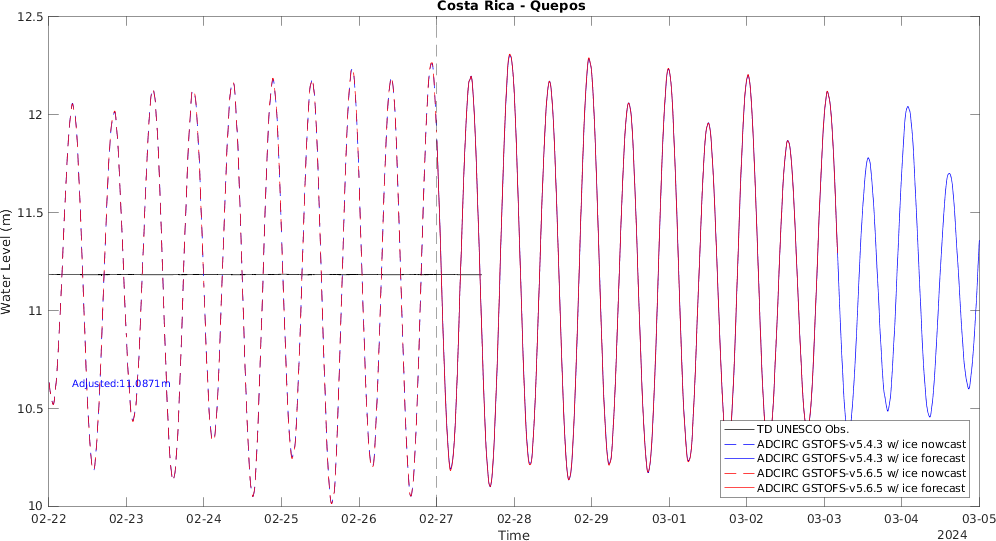 Costa Rica - Quepos
12.5
12
11.5
11
10.5
10
Water Level (m)
Adjusted:11.0871m
TD UNESCO Obs.
ADCIRC GSTOFS-v5.4.3 w/ ice nowcast
ADCIRC GSTOFS-v5.4.3 w/ ice forecast
ADCIRC GSTOFS-v5.6.5 w/ ice nowcast
ADCIRC GSTOFS-v5.6.5 w/ ice forecast
02-22 02-23 02-24 02-25 02-26 02-27 02-28 02-29 03-01 03-02 03-03 03-04 03-05
Time
2024